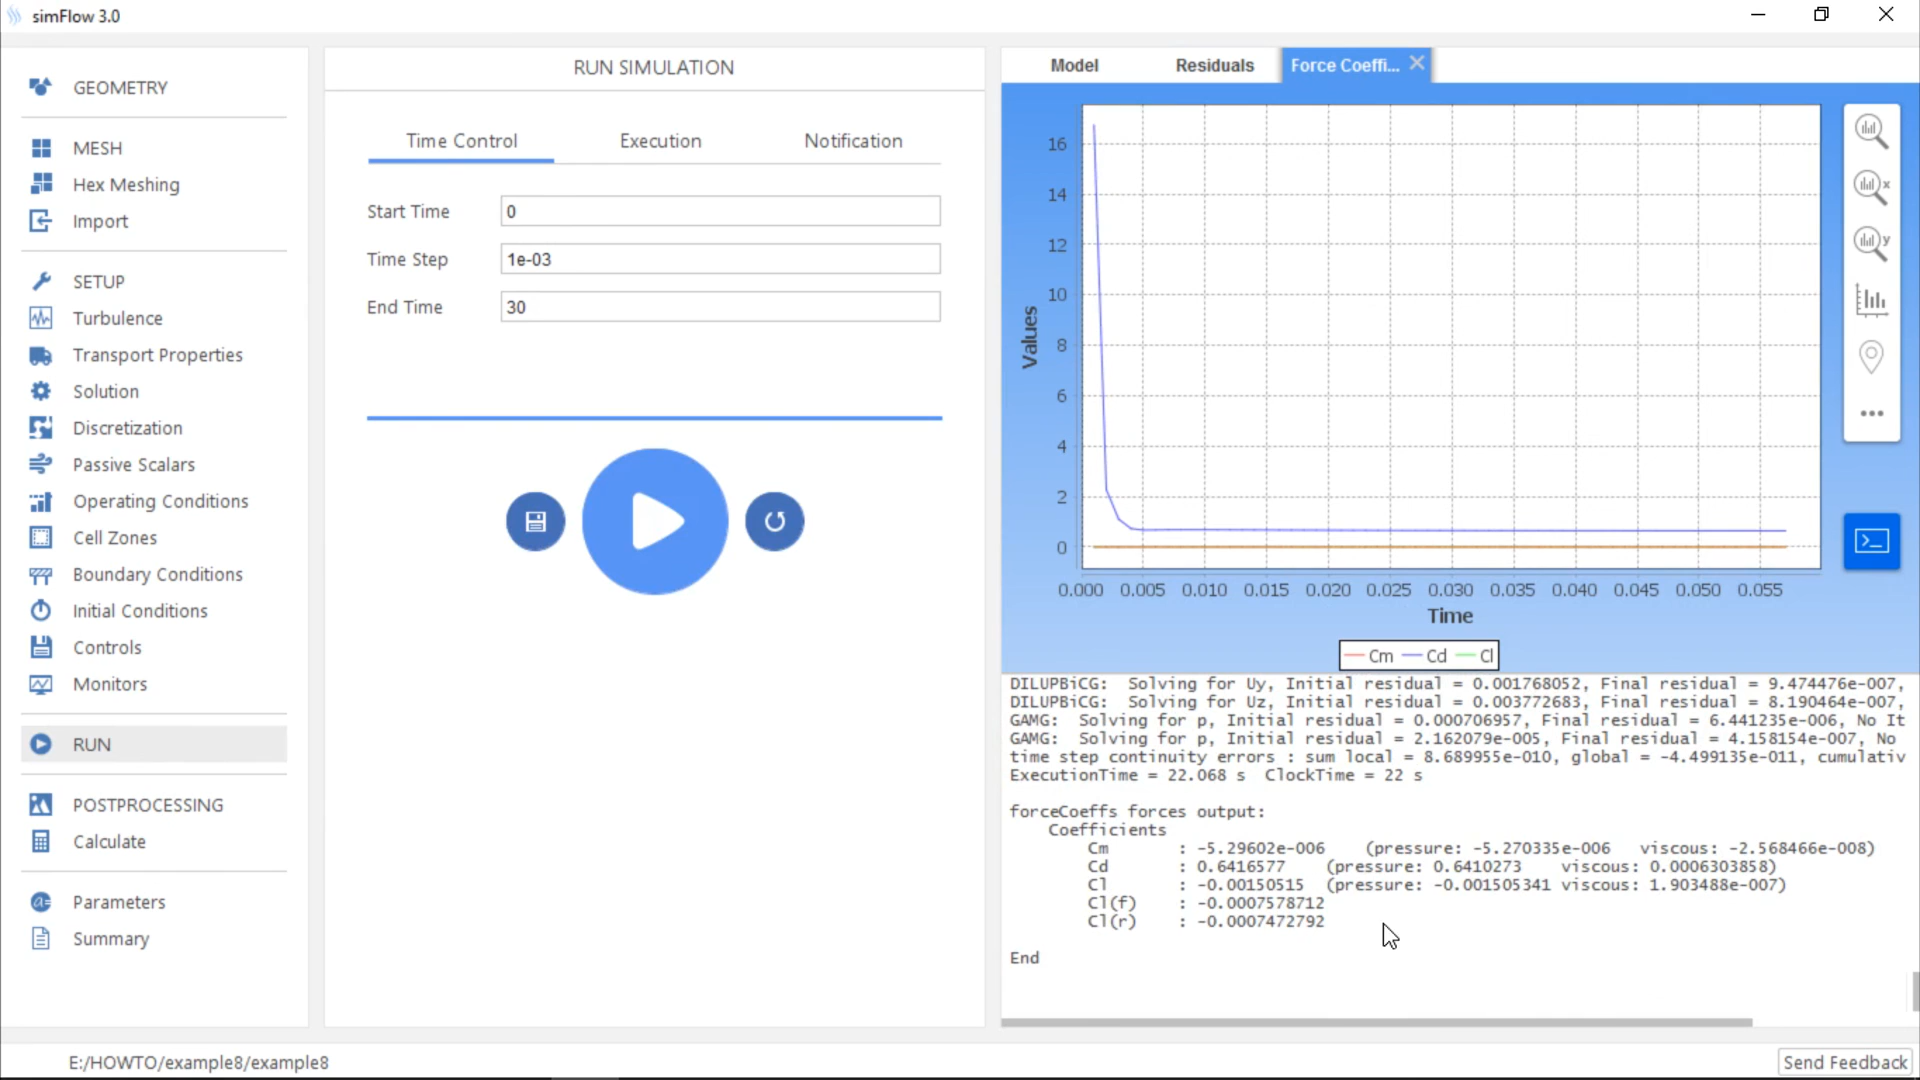 simFlow 3.0
GEOMETRY
MESH
Hex Meshing
Import
SETUP
Turbulence
Transport Properties
Solution
Discretization
Passive Scalars
Operating Conditions
Cell Zones
Boundary Conditions
Initial Conditions
Controls
Monitors
RUN
POSTPROCESSING
Calculate
Parameters
Summary
RUN SIMULATION
Time Control Execution Notification
Start Time 0
Time Step 1e-03
End Time 30
Model Residuals Force Coeffi...
16
14
12
10
8
6
4
2
0
Values
0.000 0.005 0.010 0.015 0.020 0.025 0.030 0.035 0.040 0.045 0.050 0.055
Time
Cm Cd Cl
x
y
DILUPBiCG: Solving for Uy, Initial residual = 0.001768052, Final residual = 9.474476e-007,
DILUPBiCG: Solving for Uz, Initial residual = 0.003772683, Final residual = 8.190464e-007,
GAMG: Solving for p, Initial residual = 0.000706957, Final residual = 6.441235e-006, No It
GAMG: Solving for p, Initial residual = 2.162079e-005, Final residual = 4.158154e-007, No
time step continuity errors : sum local = 8.689955e-010, global = -4.499135e-011, cumulativ
ExecutionTime = 22.068 s ClockTime = 22 s
forceCoeffs forces output:
Coefficients
Cm : -5.29602e-006 (pressure: -5.270335e-006 viscous: -2.568466e-008)
Cd : 0.6416577 (pressure: 0.6410273 viscous: 0.0006303858)
Cl : -0.00150515 (pressure: -0.001505341 viscous: 1.903488e-007)
Cl(f) : -0.0007578712
Cl(r) : -0.0007472792
End
E:/HOWTO/example8/example8
Send Feedback